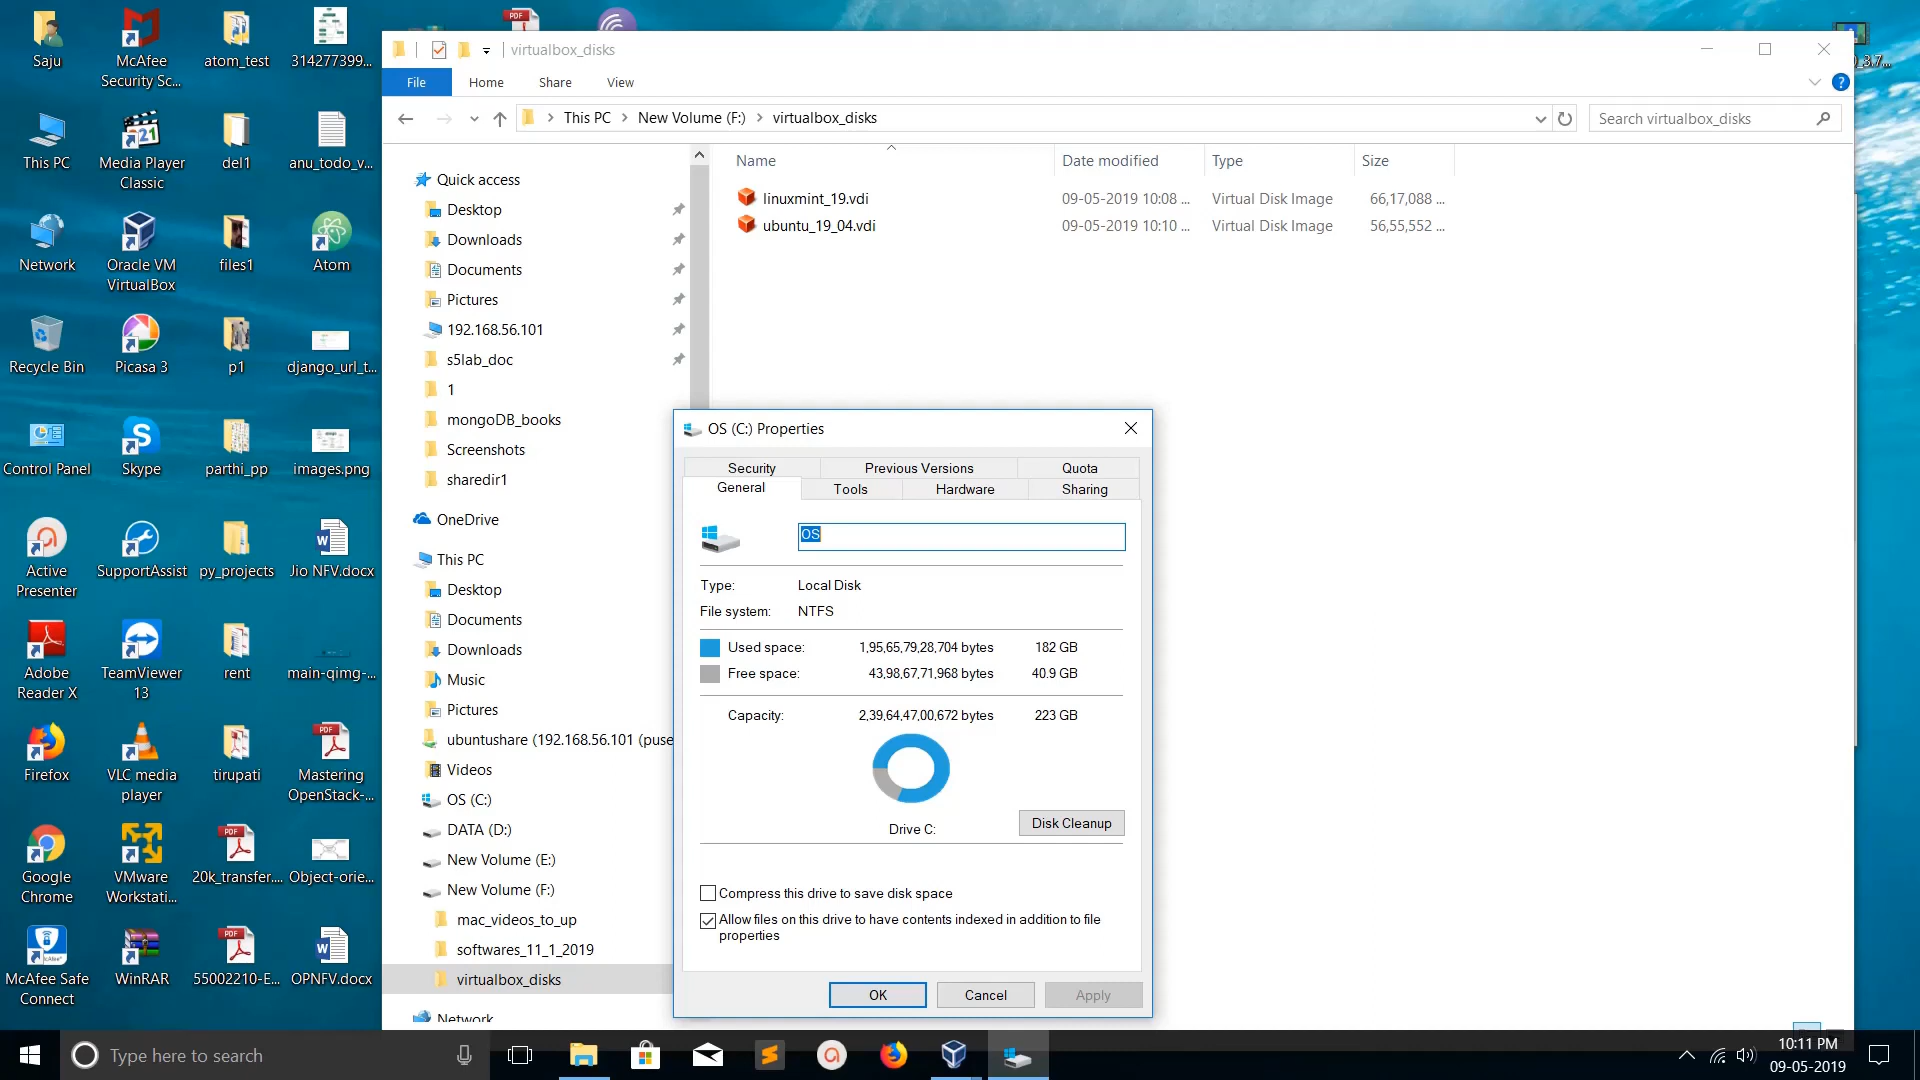 Saju
McAfee
Security Sc...
atom_test
314277399...
This PC
Media Player
Classic
del1
anu_todo_v...
Network
Oracle VM
VirtualBox
files1
Atom
Recycle Bin
Picasa 3
p1
django_url_t...
Control Panel
Skype
parthi_pp
images.png
Active
Presenter
SupportAssist
py_projects
Jio NFV.docx
Adobe
Reader X
TeamViewer
13
rent
main-qimg-...
Firefox
VLC media
player
tirupati
Mastering
OpenStack-...
Google
Chrome
VMware
Workstati...
20k_transfer....
Object-orie...
McAfee Safe
Connect
WinRAR
55002210-E...
OPNFV.docx
virtualbox_disks
File
Home
Share
View
This PC
New Volume (F:)
virtualbox_disks
Search virtualbox_disks
Name
Date modified
Type
Size
linuxmint_19.vdi
09-05-2019 10:08 ...
Virtual Disk Image
66,17,088 ...
ubuntu_19_04.vdi
09-05-2019 10:10 ...
Virtual Disk Image
56,55,552 ...
Quick access
Desktop
Downloads
Documents
Pictures
192.168.56.101
s5lab_doc
1
mongoDB_books
Screenshots
sharedir1
OneDrive
This PC
Desktop
Documents
Downloads
Music
Pictures
ubuntushare (192.168.56.101 (puse
Videos
OS (C:)
DATA (D:)
New Volume (E:)
New Volume (F:)
mac_videos_to_up
softwares_11_1_2019
virtualbox_disks
Network
OS (C:) Properties
Security
Previous Versions
Quota
General
Tools
Hardware
Sharing
OS
Type: Local Disk
File system: NTFS
Used space: 1,95,65,79,28,704 bytes 182 GB
Free space: 43,98,67,71,968 bytes 40.9 GB
Capacity: 2,39,64,47,00,672 bytes 223 GB
Drive C:
Disk Cleanup
Compress this drive to save disk space
Allow files on this drive to have contents indexed in addition to file
properties
OK
Cancel
Apply
Type here to search
10:11 PM
09-05-2019